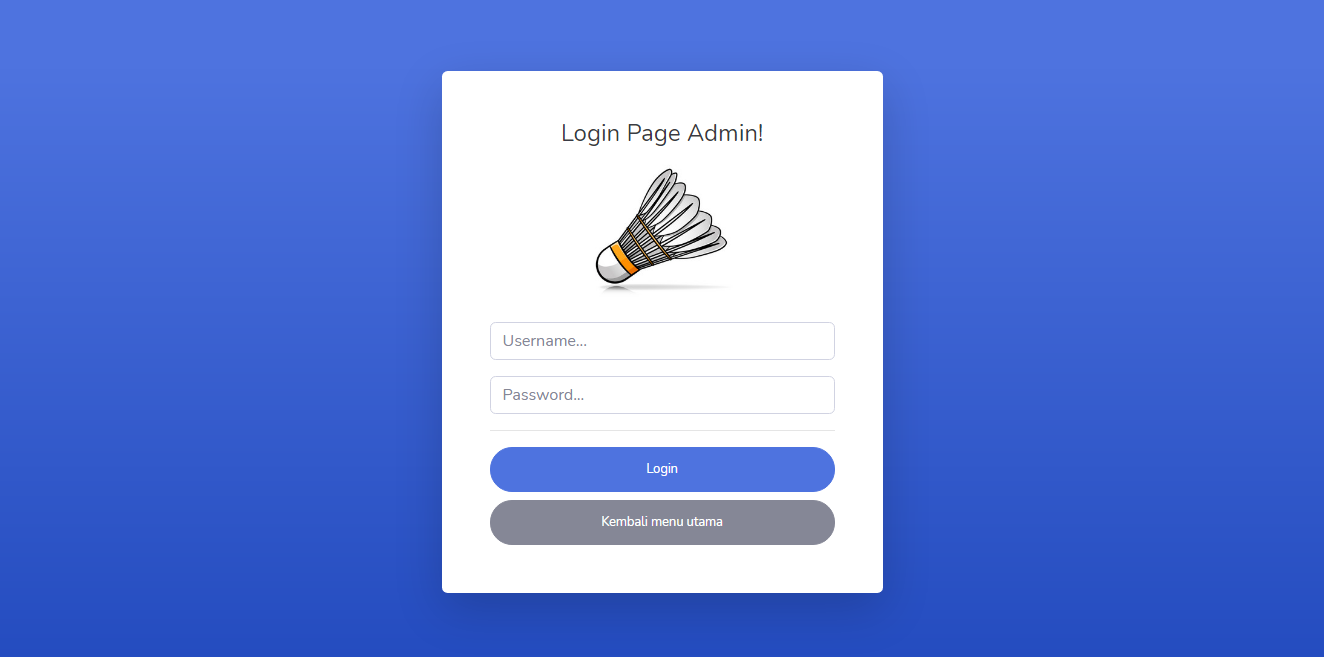 Login Page Admin!
Username...
Password...
Login
Kembali menu utama